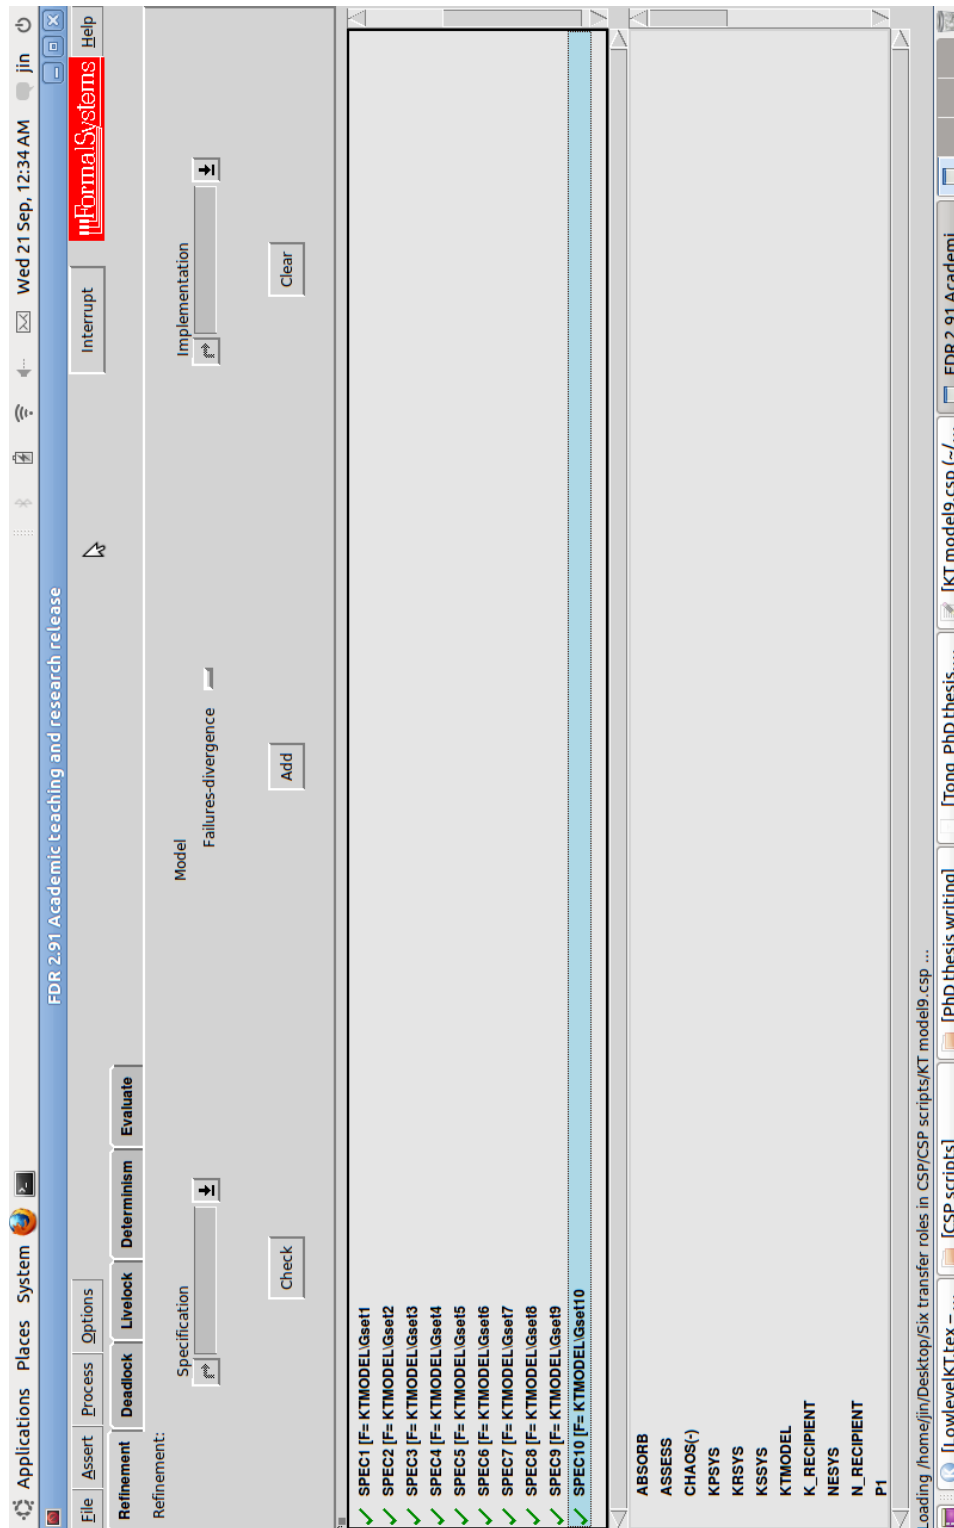 Applications Places System
Wed 21 Sep, 12:34 AM jin
FDR 2.91 Academic teaching and research release
File Assert Process Options
Interrupt
FormalSystems
Help
Refinement Deadlock Livelock Determinism Evaluate
Refinement:
Specification Model Implementation
Failures-divergence
Check Add Clear
SPEC1 [F= KTMODEL\Gset1
SPEC2 [F= KTMODEL\Gset2
SPEC3 [F= KTMODEL\Gset3
SPEC4 [F= KTMODEL\Gset4
SPEC5 [F= KTMODEL\Gset5
SPEC6 [F= KTMODEL\Gset6
SPEC7 [F= KTMODEL\Gset7
SPEC8 [F= KTMODEL\Gset8
SPEC9 [F= KTMODEL\Gset9
SPEC10 [F= KTMODEL\Gset10
ABSORB
ASSESS
CHAOS(-)
KPSYS
KRSYS
KSSYS
KTMODEL
K_RECIPIENT
NESYS
N_RECIPIENT
P1
Loading /home/jin/Desktop/Six transfer roles in CSP/CSP scripts/KT model9.csp ...
[LowlevelKT.tex - ... [CSP scripts] [PhD thesis writing] [Tong_PhD thesis.... [KT model9.csp (~/... FDR 2.91 Academi...